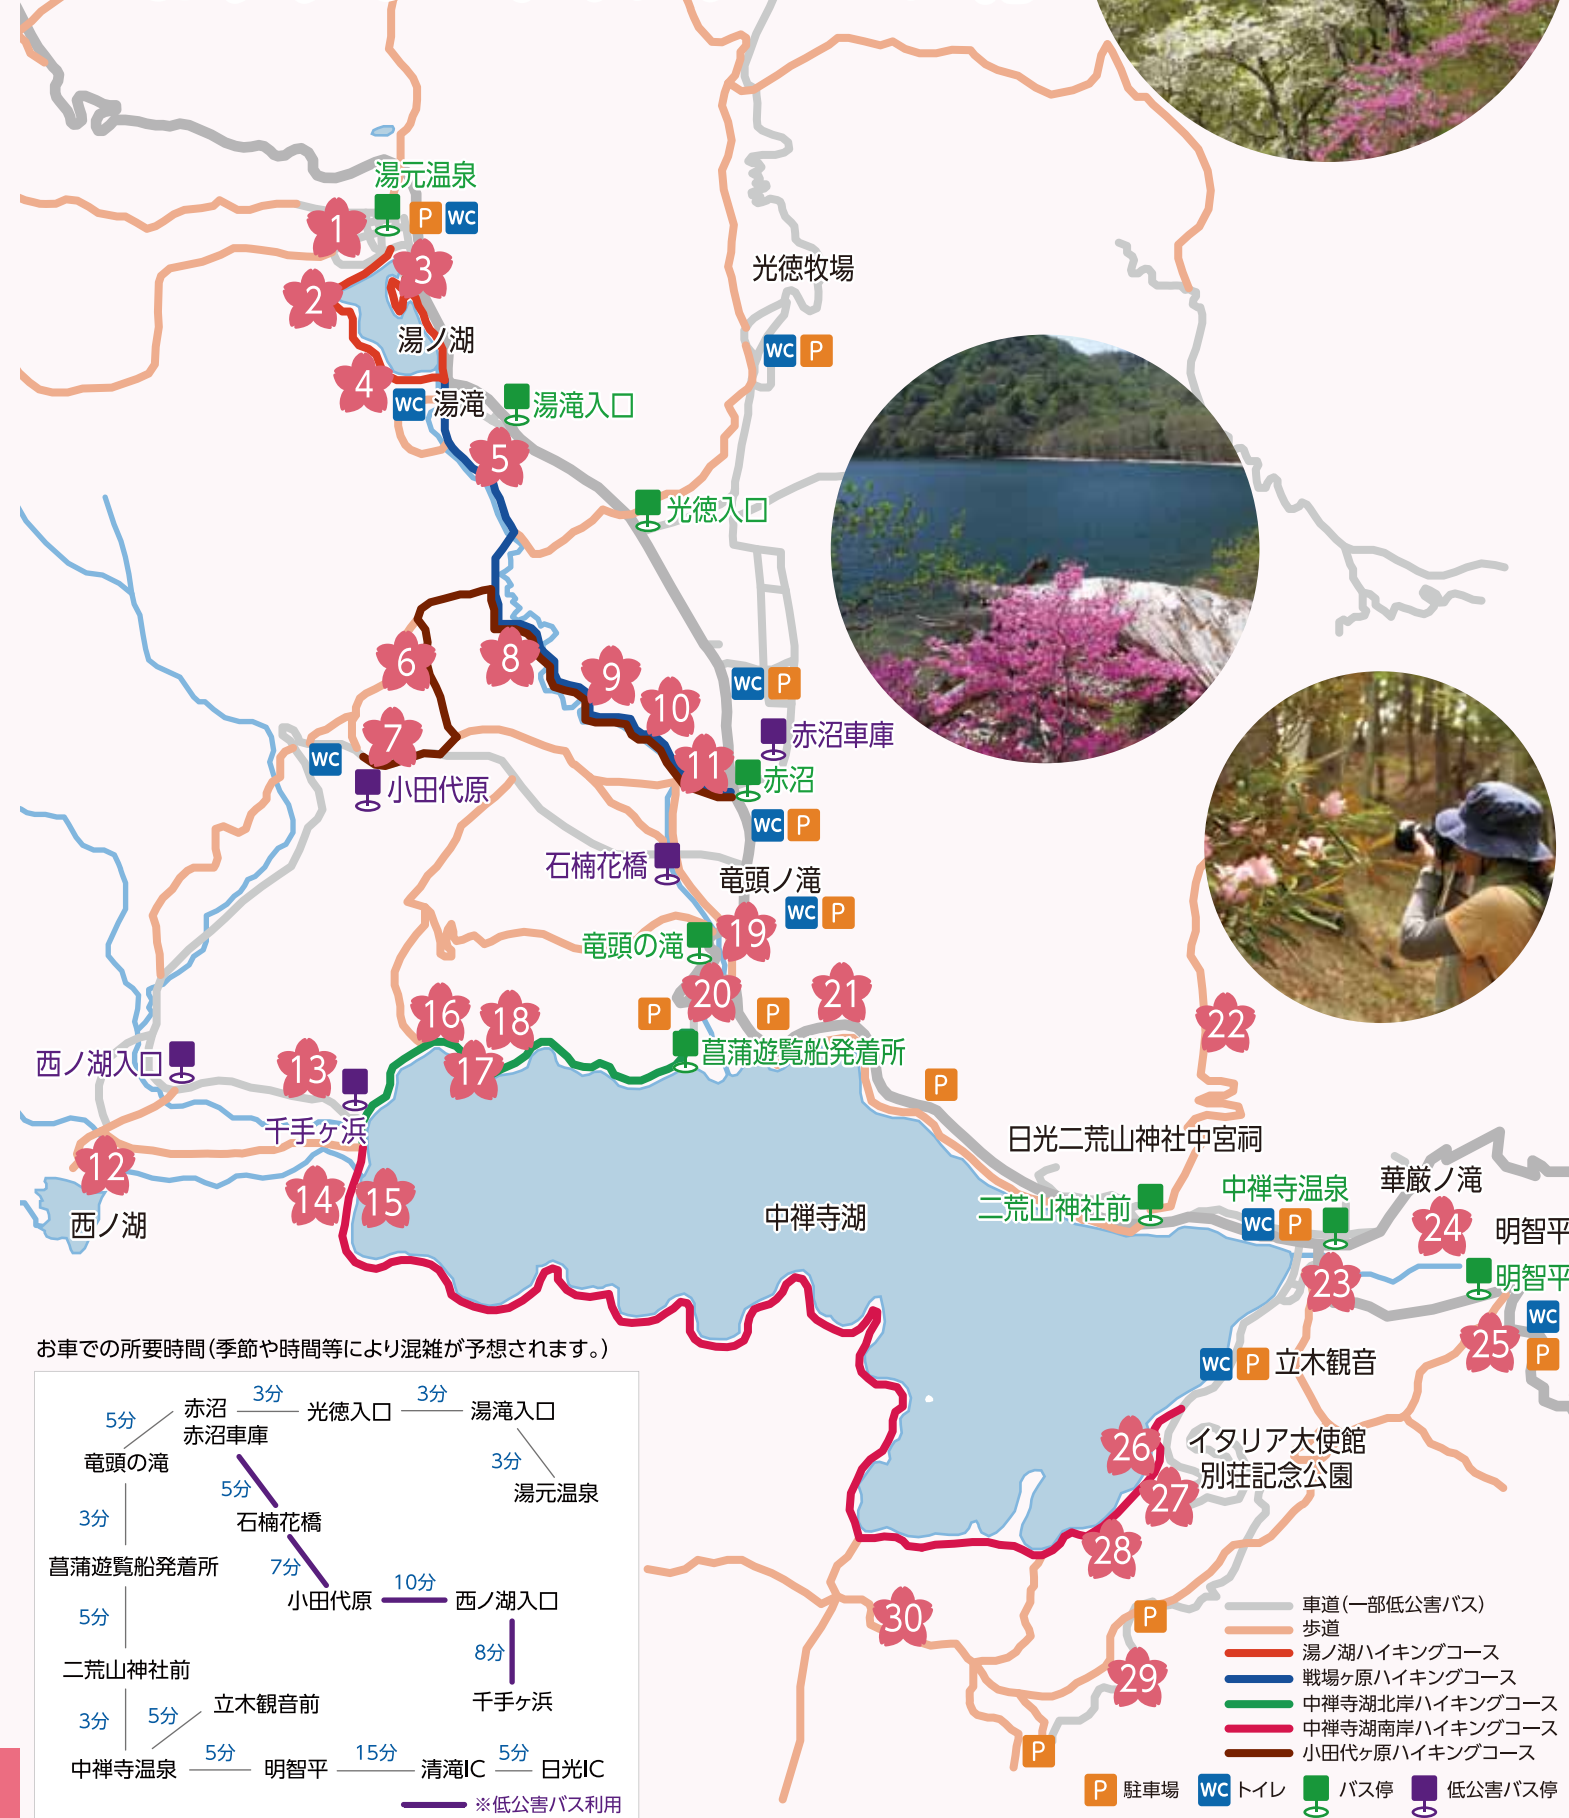 湯元温泉
P WC
1
3
2
光徳牧場
湯ノ湖
WC P
4
WC 湯滝
湯滝入口
5
光徳入口
6
8
9
WC P
10
7
赤沼車庫
WC
11
赤沼
小田代原
WC P
石楠花橋
竜頭ノ滝
WC P
19
竜頭の滝
20
21
16
18
P
P
22
菖蒲遊覧船発着所
西ノ湖入口
13
17
P
千手ヶ浜
日光二荒山神社中宮祠
12
華厳ノ滝
14
15
二荒山神社前
中禅寺温泉
西ノ湖
中禅寺湖
WC P
24
明智平
23
明智平
WC
25
P
WC P 立木観音
26
イタリア大使館
別荘記念公園
27
28
30
P
29
P
お車での所要時間(季節や時間等により混雑が予想されます。)
赤沼
3分
光徳入口
3分
湯滝入口
5分
赤沼車庫
竜頭の滝
3分
5分
湯元温泉
3分
石楠花橋
菖蒲遊覧船発着所
7分
10分
小田代原
西ノ湖入口
5分
8分
二荒山神社前
立木観音前
千手ヶ浜
3分
5分
中禅寺温泉
5分
明智平
15分
清滝IC
5分
日光IC
※低公害バス利用
車道(一部低公害バス)
歩道
湯ノ湖ハイキングコース
戦場ヶ原ハイキングコース
中禅寺湖北岸ハイキングコース
中禅寺湖南岸ハイキングコース
小田代ヶ原ハイキングコース
P 駐車場 WC トイレ バス停 低公害バス停